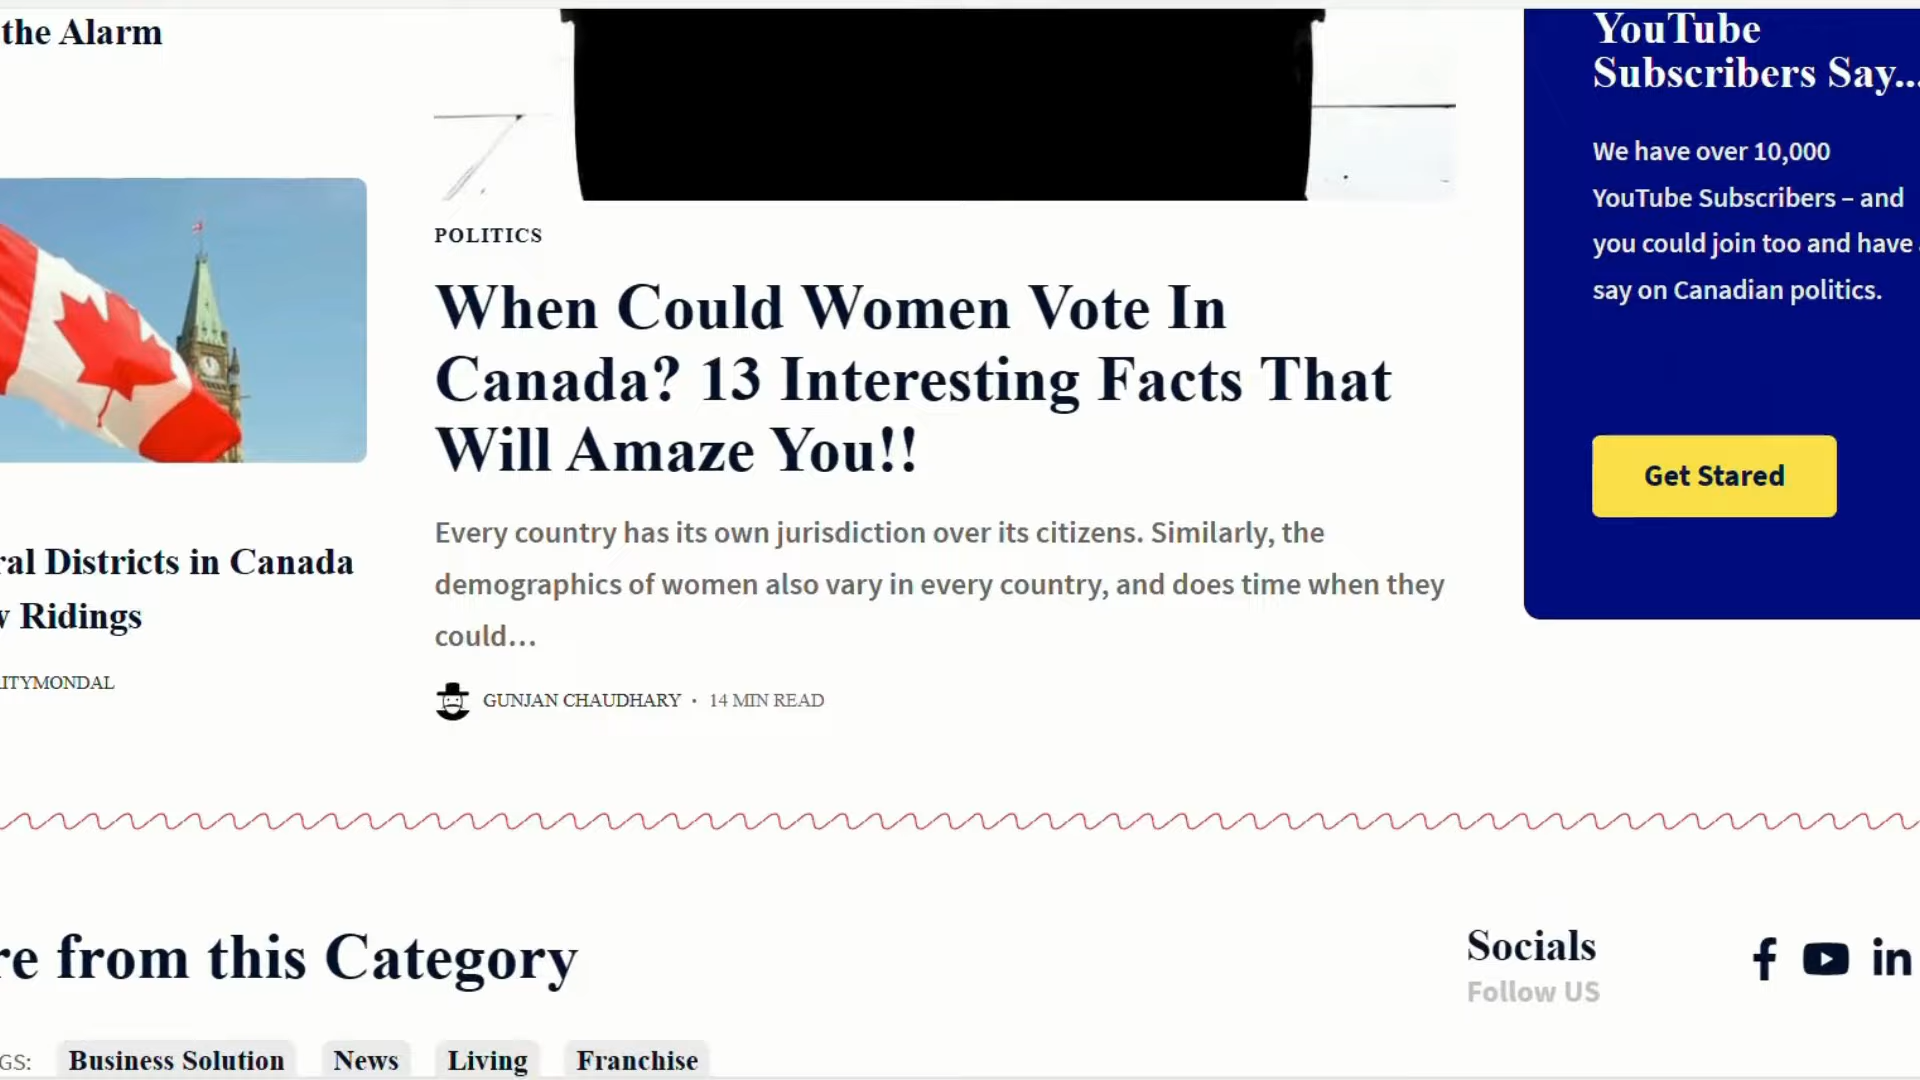 the Alarm
ral Districts in Canada
Ridings
ITYMONDAL
POLITICS
When Could Women Vote In
Canada? 13 Interesting Facts That
Will Amaze You!!
Every country has its own jurisdiction over its citizens. Similarly, the
demographics of women also vary in every country, and does time when they
could...
GUNJAN CHAUDHARY • 14 MIN READ
YouTube
Subscribers Say...
We have over 10,000
YouTube Subscribers – and
you could join too and have
say on Canadian politics.
Get Stared
re from this Category
Socials
Follow US
GS: Business Solution News Living Franchise